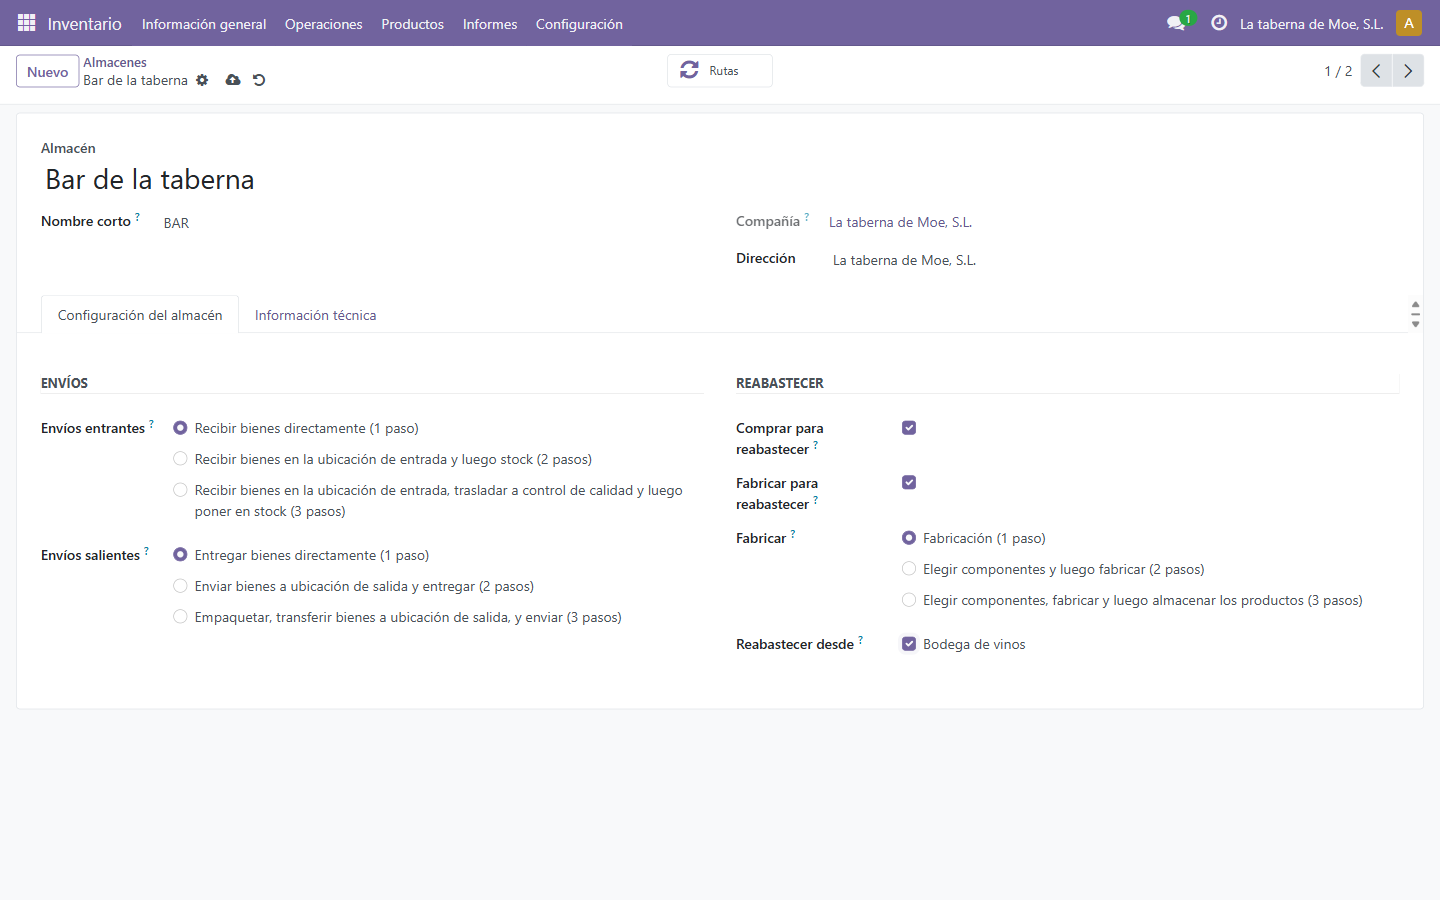 Inventario
Información general
Operaciones
Productos
Informes
Configuración
1
La taberna de Moe, S.L.
A
Nuevo
Almacenes
Bar de la taberna
Rutas
1 / 2
Almacén
Bar de la taberna
Nombre corto ?
BAR
Compañía ?
La taberna de Moe, S.L.
Dirección
La taberna de Moe, S.L.
Configuración del almacén
Información técnica
ENVÍOS
Envíos entrantes ?
Recibir bienes directamente (1 paso)
Recibir bienes en la ubicación de entrada y luego stock (2 pasos)
Recibir bienes en la ubicación de entrada, trasladar a control de calidad y luego
poner en stock (3 pasos)
Envíos salientes ?
Entregar bienes directamente (1 paso)
Enviar bienes a ubicación de salida y entregar (2 pasos)
Empaquetar, transferir bienes a ubicación de salida, y enviar (3 pasos)
REABASTECER
Comprar para
reabastecer ?
Fabricar para
reabastecer ?
Fabricar ?
Fabricación (1 paso)
Elegir componentes y luego fabricar (2 pasos)
Elegir componentes, fabricar y luego almacenar los productos (3 pasos)
Reabastecer desde ?
Bodega de vinos